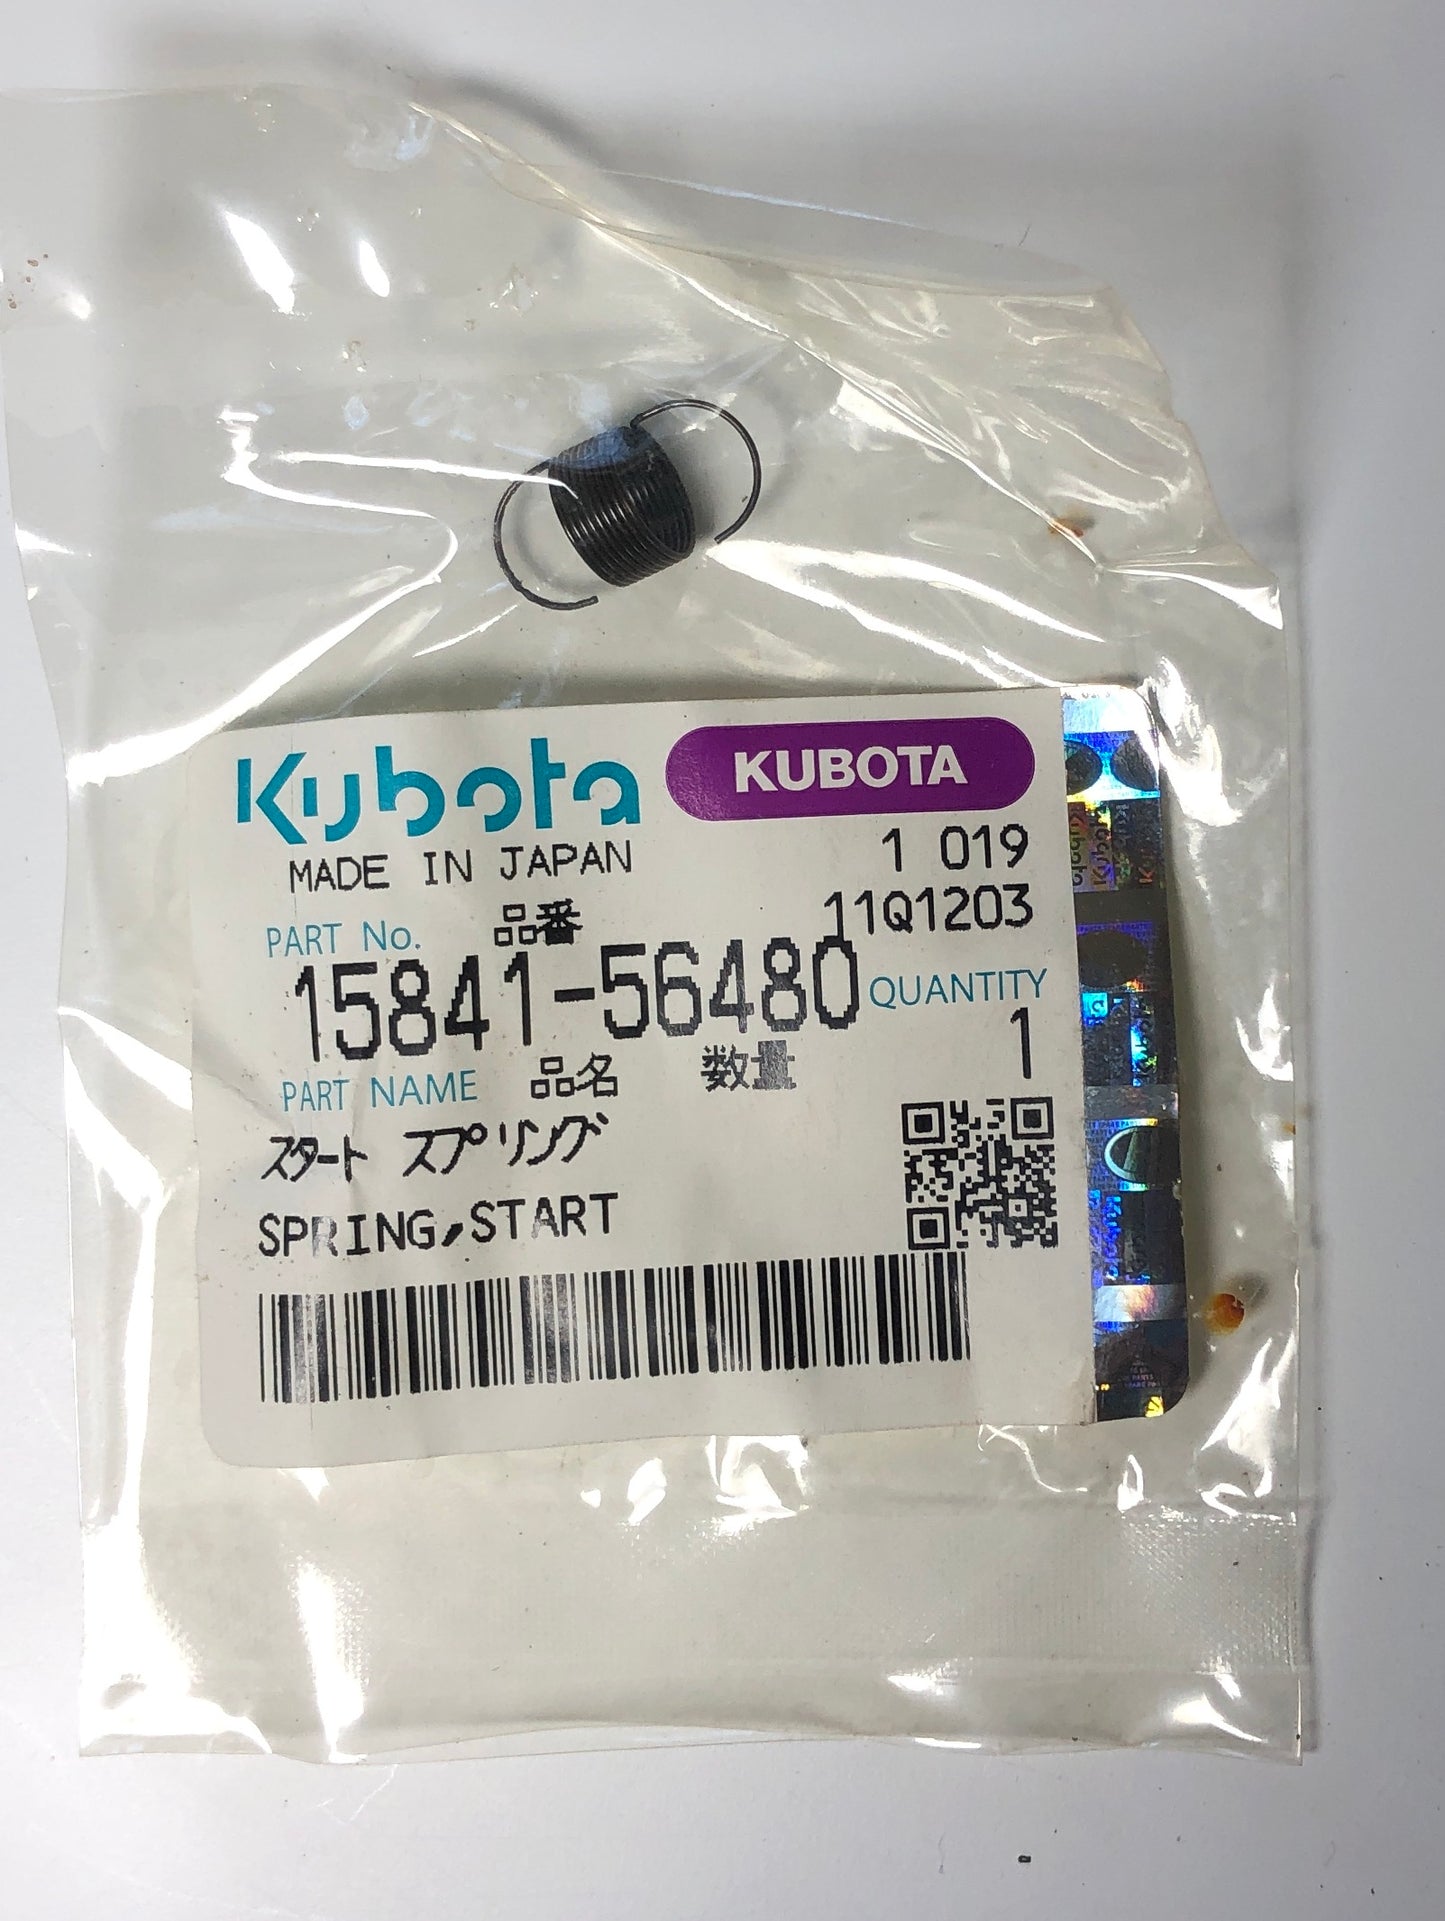 Kubota KUBOTA
MADE IN JAPAN 1 019
11Q1203
PART No. 品番
15841-56480 QUANTITY
1
PART NAME 品名 数量
スタート スプリング
SPRING,START